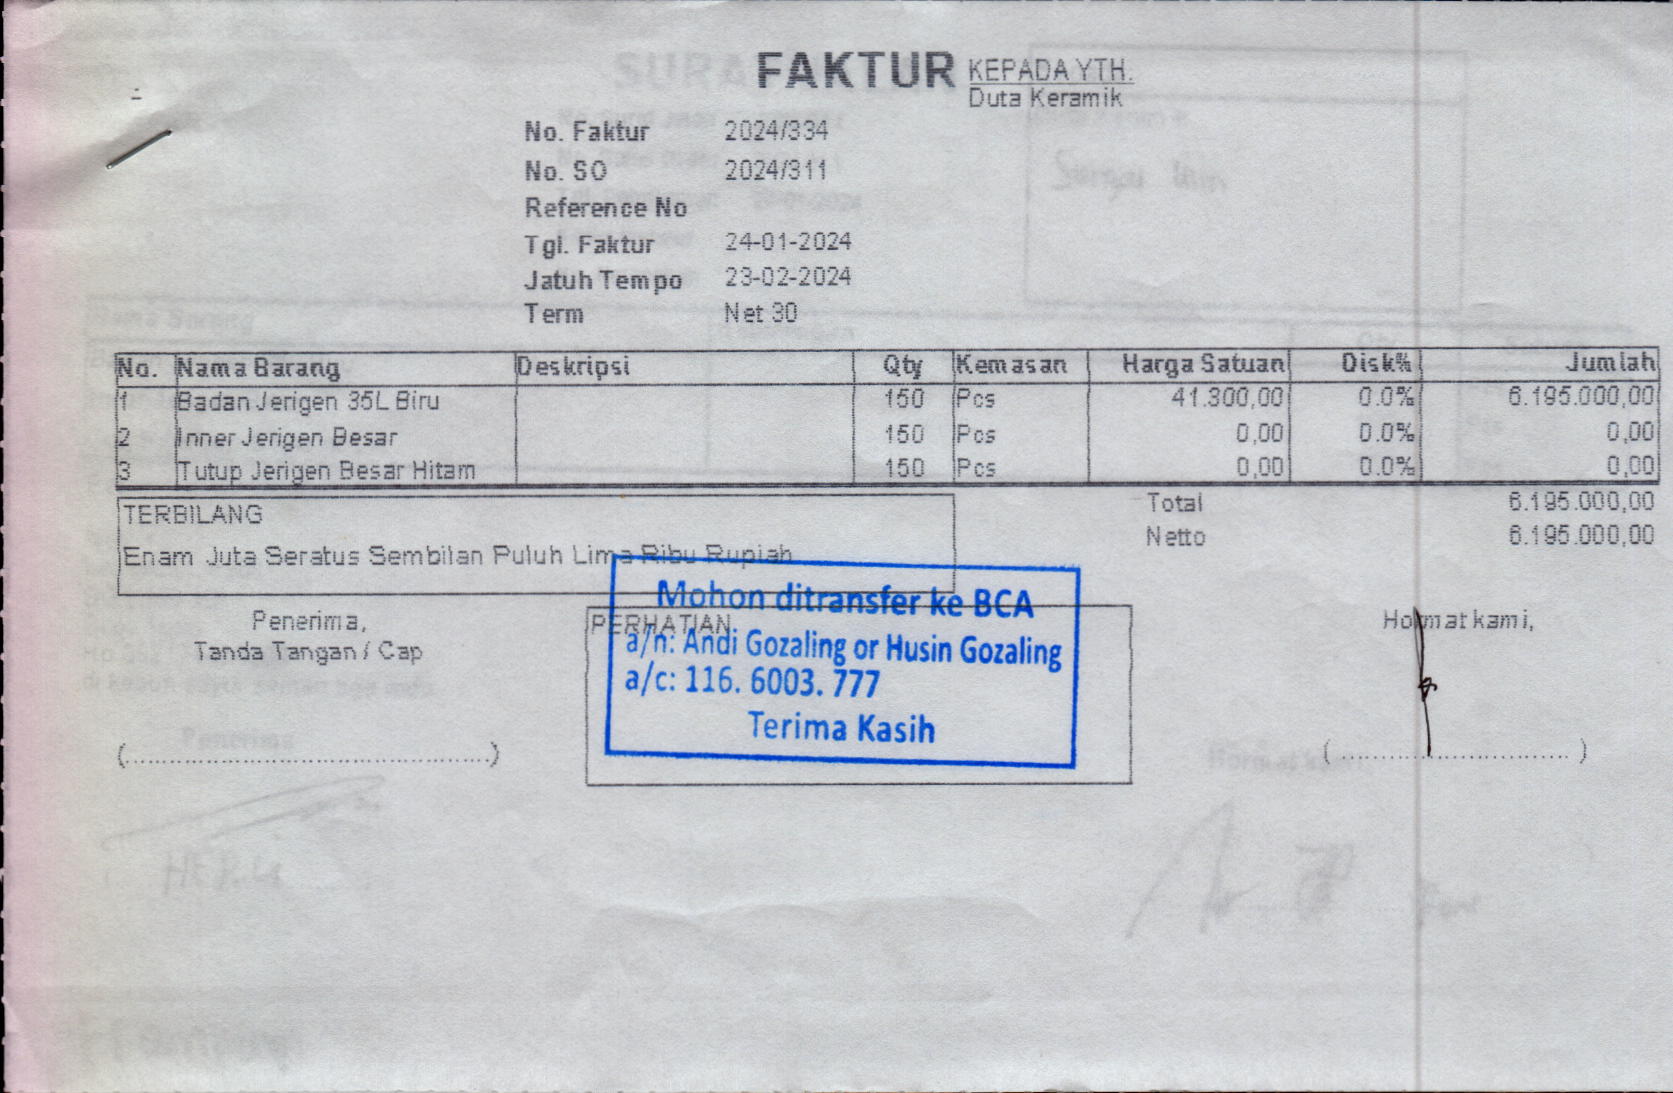 FAKTUR
KEPADA YTH.
Duta Keramik
No. Faktur 2024/334
No. SO 2024/311
Reference No
Tgl. Faktur 24-01-2024
Jatuh Tempo 23-02-2024
Term Net 30
No. Nama Barang Deskripsi Qty Kemasan Harga Satuan Disk% Jumlah
1 Badan Jerigen 35L Biru 150 Pcs 41.300,00 0.0% 6.195.000,00
2 Inner Jerigen Besar 150 Pcs 0,00 0.0% 0,00
3 Tutup Jerigen Besar Hitam 150 Pcs 0,00 0.0% 0,00
Total 6.195.000,00
Netto 6.195.000,00
TERBILANG
Enam Juta Seratus Sembilan Puluh Lima Ribu Rupiah
Penerima,
Tanda Tangan / Cap
(..............................................)
PERHATIAN
Mohon ditransfer ke BCA
a/n: Andi Gozaling or Husin Gozaling
a/c: 116. 6003. 777
Terima Kasih
Hormat kami,
(................................)